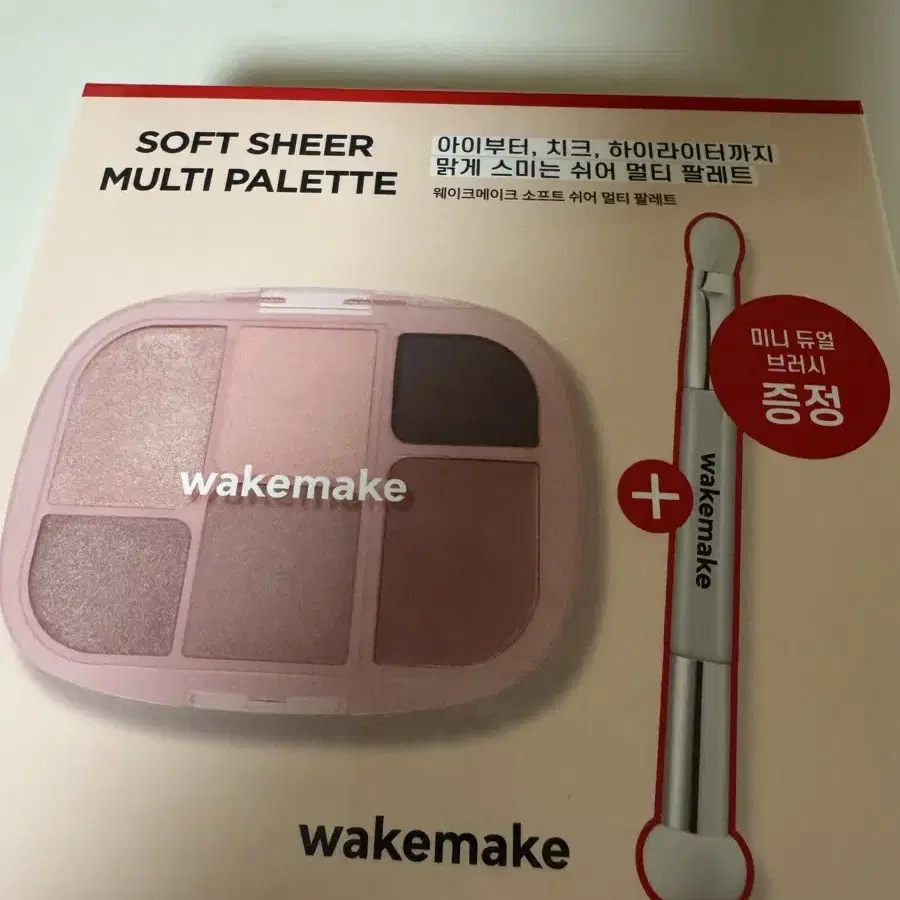 SOFT SHEER
MULTI PALETTE
아이부터, 치크, 하이라이터까지
맑게 스미는 쉬어 멀티 팔레트
웨이크메이크 소프트 쉬어 멀티 팔레트
미니 듀얼
브러시
증정
wakemake
+
wakemake
wakemake